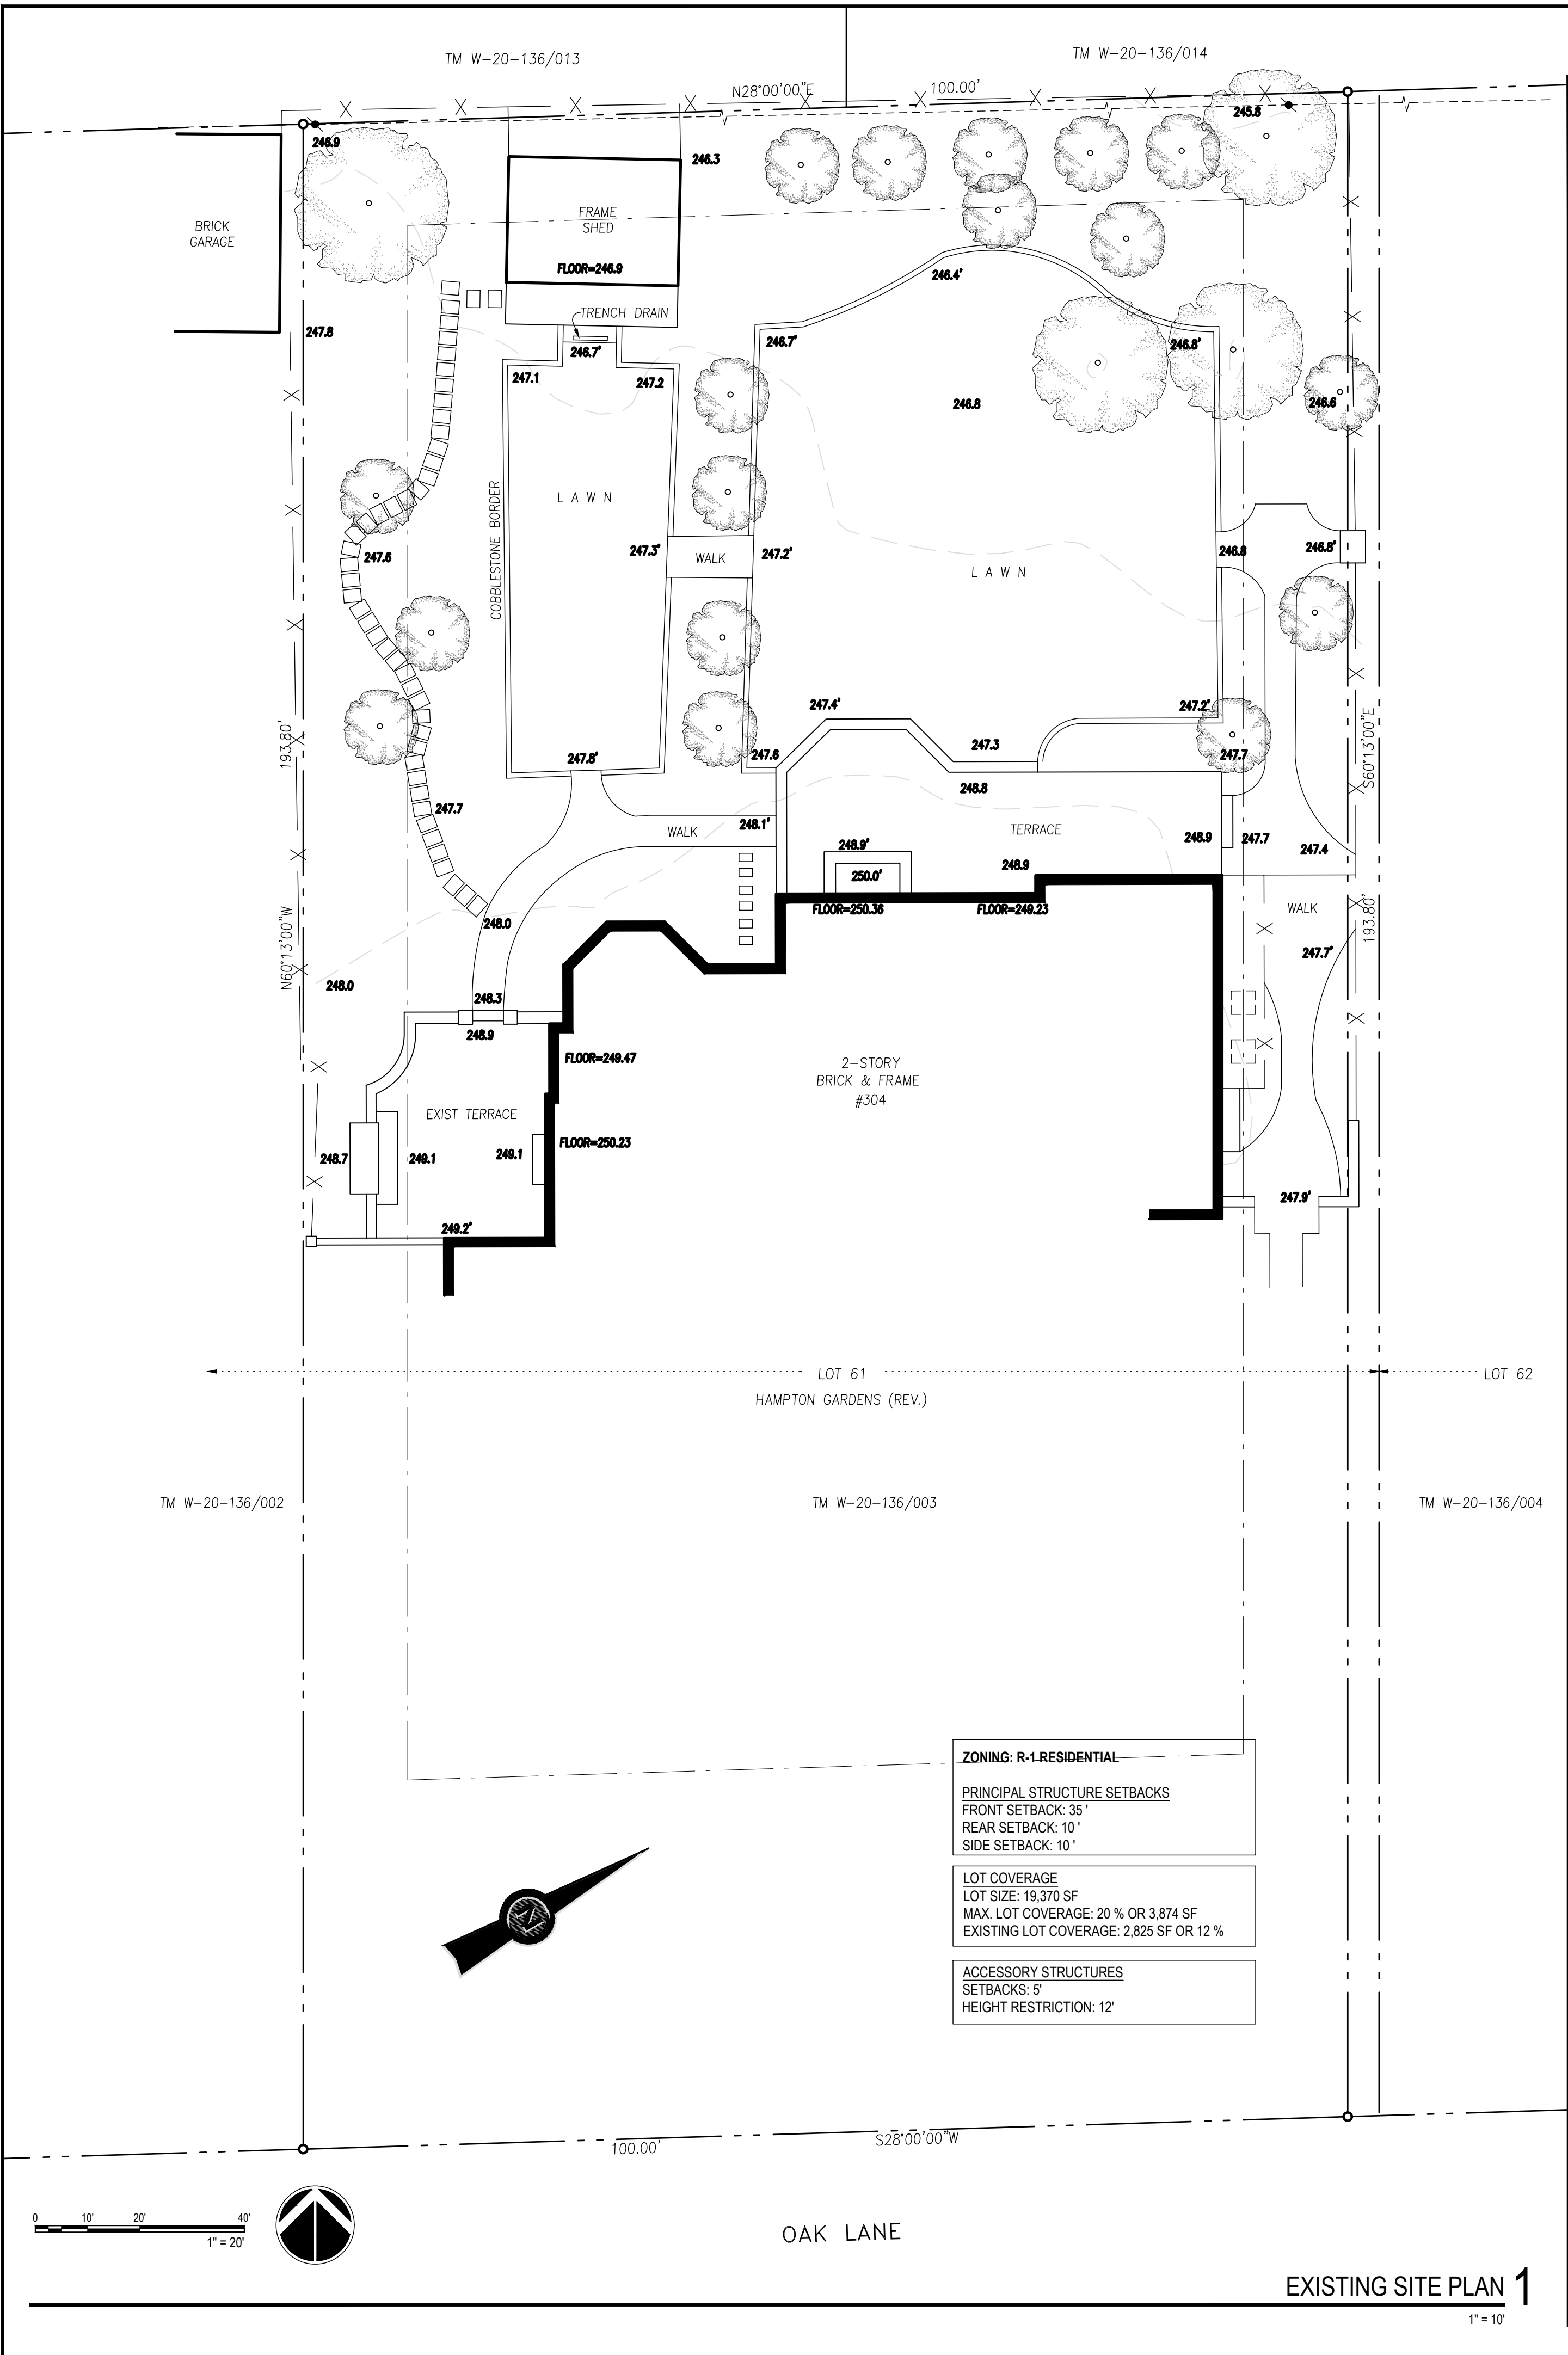 TM W-20-136/013
TM W-20-136/014
N28°00'00"E
100.00'
245.8
246.9
246.3
BRICK
GARAGE
FRAME
SHED
FLOOR=246.9
246.4'
TRENCH DRAIN
247.8
246.7'
246.7'
246.8'
247.1
247.2
246.8
246.6
COBBLESTONE BORDER
LAWN
247.3'
WALK
247.2'
246.8
246.8'
247.6
LAWN
247.4'
247.2'
193.80'
S60°13'00"E
247.8'
247.6
247.3
247.7
248.8
247.7
248.1'
WALK
TERRACE
248.9'
248.9
247.7
247.4
248.9
250.0'
FLOOR=250.36
FLOOR=249.23
WALK
193.80'
N60°13'00"W
248.0
247.7'
248.0
248.3
248.9
FLOOR=249.47
2-STORY
BRICK & FRAME
#304
EXIST TERRACE
FLOOR=250.23
248.7
249.1
249.1
247.9'
249.2'
LOT 61
LOT 62
HAMPTON GARDENS (REV.)
TM W-20-136/002
TM W-20-136/003
TM W-20-136/004
ZONING: R-1 RESIDENTIAL
PRINCIPAL STRUCTURE SETBACKS
FRONT SETBACK: 35 '
REAR SETBACK: 10 '
SIDE SETBACK: 10 '
LOT COVERAGE
LOT SIZE: 19,370 SF
MAX. LOT COVERAGE: 20 % OR 3,874 SF
EXISTING LOT COVERAGE: 2,825 SF OR 12 %
ACCESSORY STRUCTURES
SETBACKS: 5'
HEIGHT RESTRICTION: 12'
N
100.00'
S28°00'00"W
0 10' 20' 40'
1" = 20'
OAK LANE
EXISTING SITE PLAN 1
1" = 10'